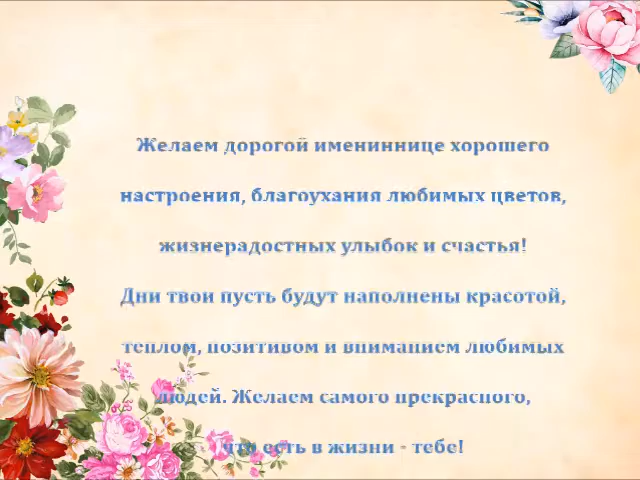 Желаем дорогой имениннице хорошего
настроения, благоухания любимых цветов,
жизнерадостных улыбок и счастья!
Дни твои пусть будут наполнены красотой,
теплом, позитивом и вниманием любимых
людей. Желаем самого прекрасного,
что есть в жизни - тебе!